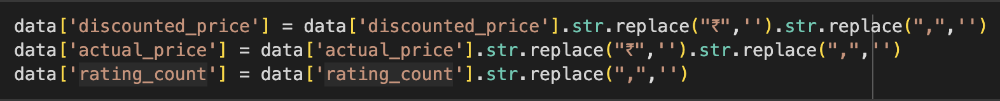 data['discounted_price'] = data['discounted_price'].str.replace("₹",'').str.replace(",",'')
data['actual_price'] = data['actual_price'].str.replace("₹",'').str.replace(",",'')
data['rating_count'] = data['rating_count'].str.replace(",",'')